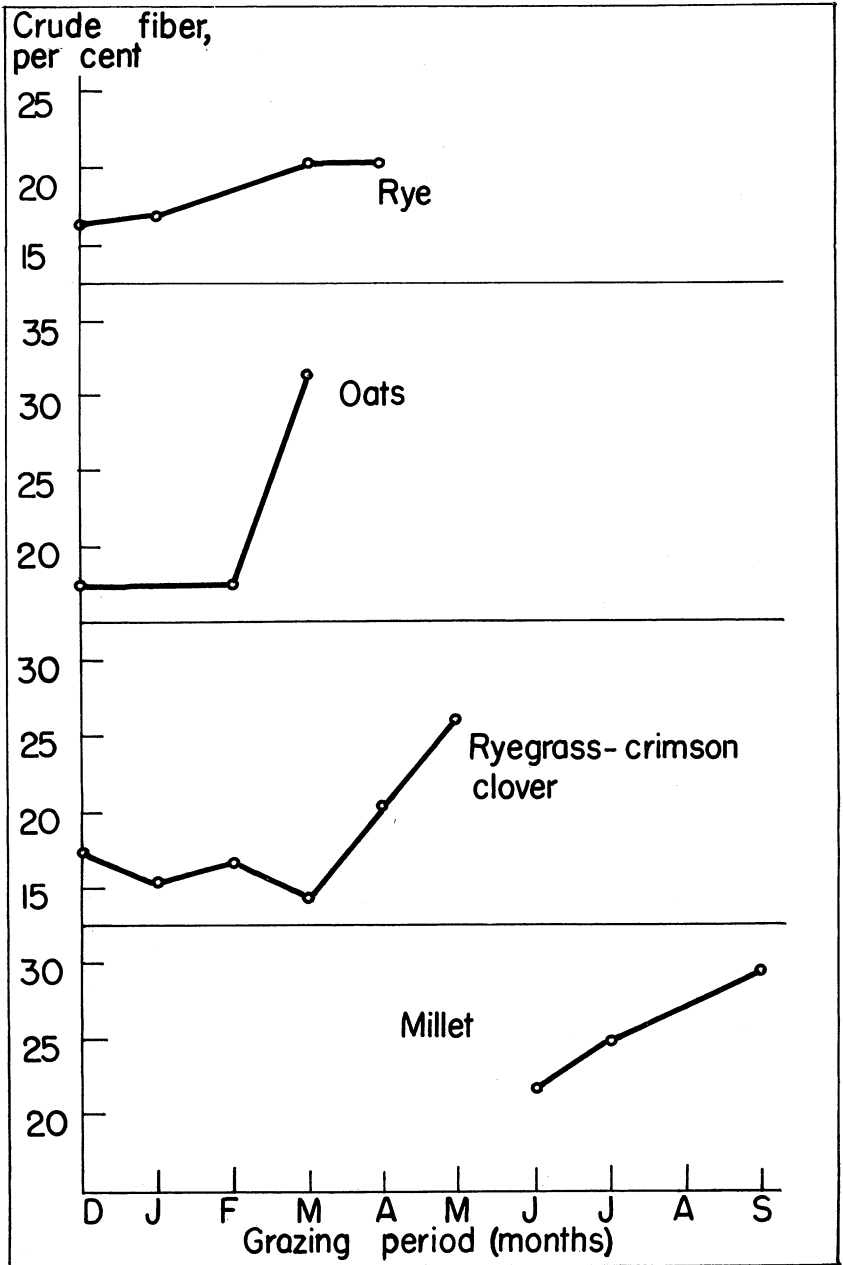 Crude fiber,
per cent
25
20
Rye
15
35
Oats
30
25
20
30
25
Ryegrass-crimson
clover
20
15
30
Millet
25
20
D J F M A M J J A S
Grazing period (months)